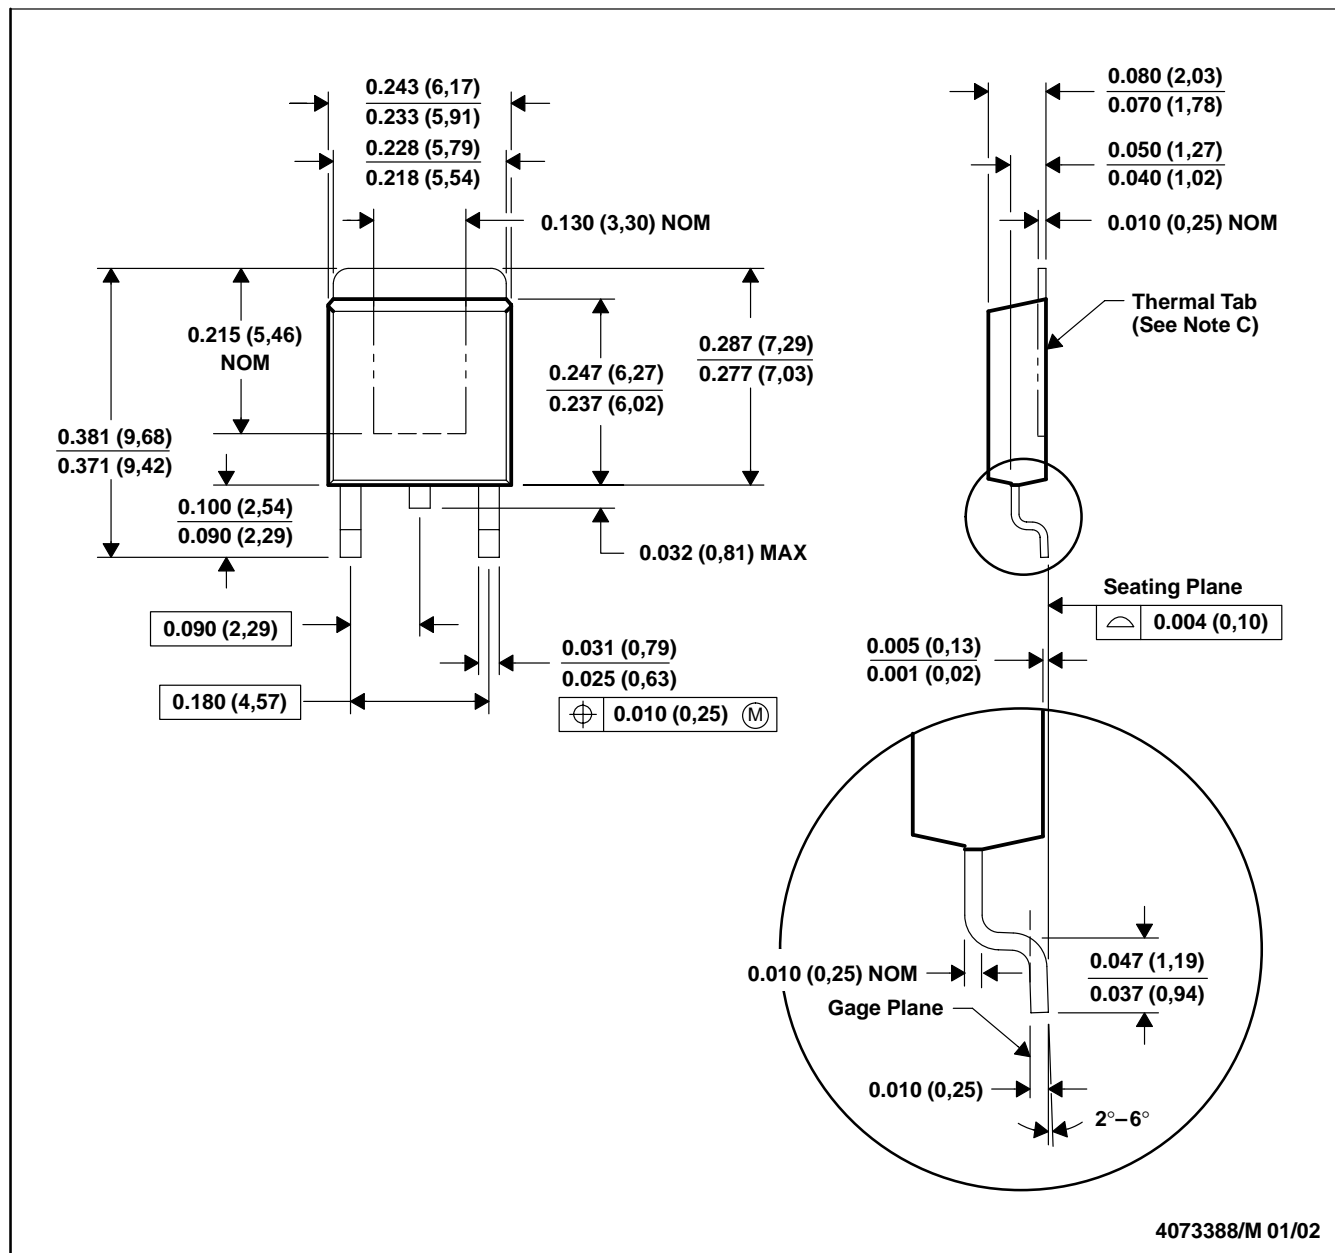 0.243 (6,17)
0.233 (5,91)
0.228 (5,79)
0.218 (5,54)
0.130 (3,30) NOM
0.215 (5,46)
NOM
0.287 (7,29)
0.277 (7,03)
0.247 (6,27)
0.237 (6,02)
0.381 (9,68)
0.371 (9,42)
0.100 (2,54)
0.090 (2,29)
0.032 (0,81) MAX
0.090 (2,29)
0.031 (0,79)
0.025 (0,63)
0.180 (4,57)
0.010 (0,25) Ⓜ
0.080 (2,03)
0.070 (1,78)
0.050 (1,27)
0.040 (1,02)
0.010 (0,25) NOM
Thermal Tab
(See Note C)
Seating Plane
0.004 (0,10)
0.005 (0,13)
0.001 (0,02)
0.010 (0,25) NOM
0.047 (1,19)
0.037 (0,94)
Gage Plane
0.010 (0,25)
2°–6°
4073388/M 01/02